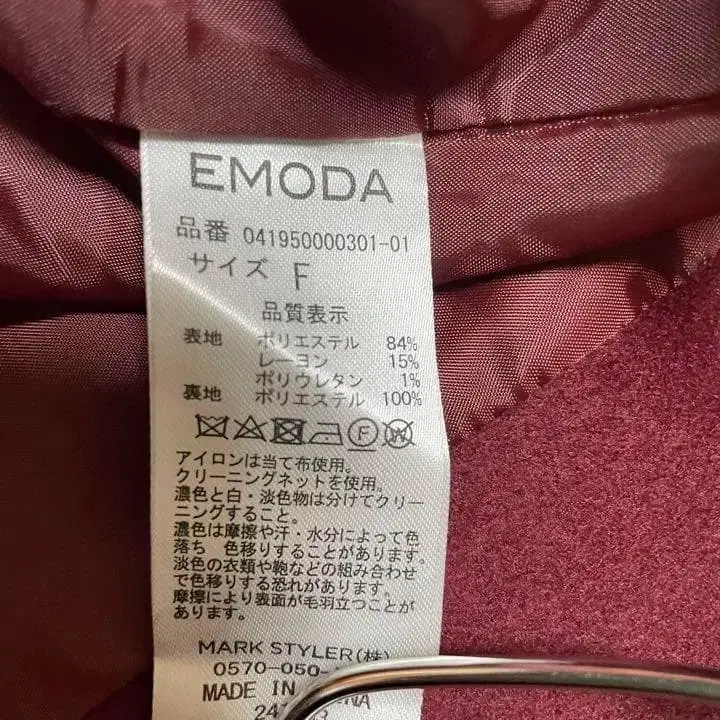 EMODA
品番 041950000301-01
サイズ F
品質表示
表地 ポリエステル 84%
レーヨン 15%
ポリウレタン 1%
裏地 ポリエステル 100%
F W
アイロンは当て布使用。
クリーニングネットを使用。
濃色と白・淡色物は分けてクリー
ニングすること。
濃色は摩擦や汗・水分によって色
落ち 色移りすることがあります。
淡色の衣類や鞄などの組み合わせ
で色移りする恐れがあります。
摩擦により表面が毛羽立つことが
あります。
MARK STYLER(株)
0570-050-
MADE IN